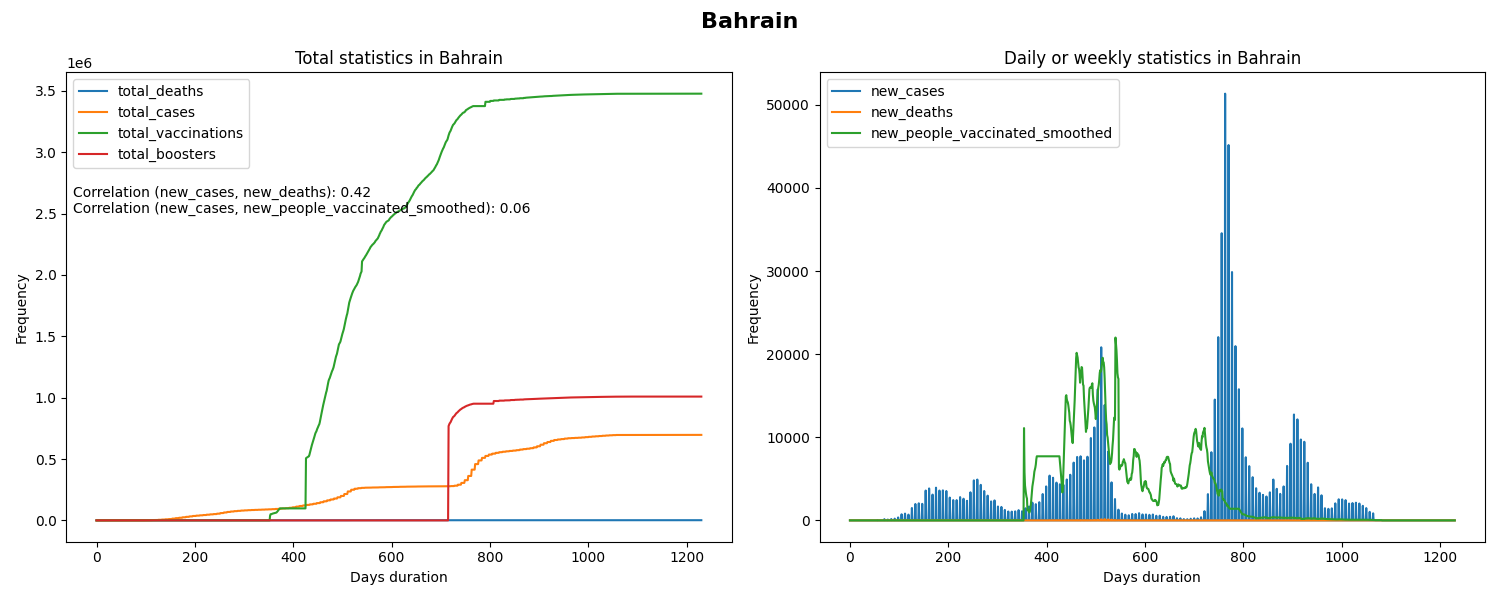 Bahrain
Total statistics in Bahrain
1e6
3.5
3.0
2.5
2.0
1.5
1.0
0.5
0.0
Frequency
total_deaths
total_cases
total_vaccinations
total_boosters
Correlation (new_cases, new_deaths): 0.42
Correlation (new_cases, new_people_vaccinated_smoothed): 0.06
0 200 400 600 800 1000 1200
Days duration
Daily or weekly statistics in Bahrain
50000
40000
30000
20000
10000
0
Frequency
new_cases
new_deaths
new_people_vaccinated_smoothed
0 200 400 600 800 1000 1200
Days duration